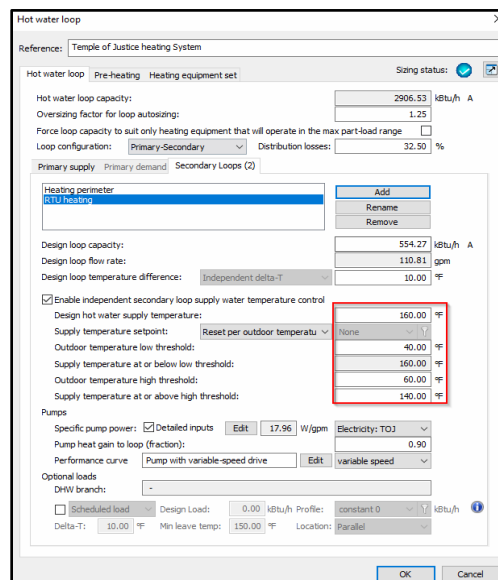 Hot water loop
Reference: Temple of Justice heating System
Hot water loop Pre-heating Heating equipment set Sizing status:
Hot water loop capacity: 2906.53 kBtu/h A
Oversizing factor for loop autosizing: 1.25
Force loop capacity to suit only heating equipment that will operate in the max part-load range
Loop configuration: Primary-Secondary Distribution losses: 32.50 %
Primary supply Primary demand Secondary Loops (2)
Heating perimeter
RTU heating
Add
Rename
Remove
Design loop capacity: 554.27 kBtu/h A
Design loop flow rate: 110.81 gpm
Design loop temperature difference: Independent delta-T 10.00 °F
Enable independent secondary loop supply water temperature control
Design hot water supply temperature: 160.00 °F
Supply temperature setpoint: Reset per outdoor temperatu None
Outdoor temperature low threshold: 40.00 °F
Supply temperature at or below low threshold: 160.00 °F
Outdoor temperature high threshold: 60.00 °F
Supply temperature at or above high threshold: 140.00 °F
Pumps
Specific pump power: Detailed inputs Edit 17.96 W/gpm Electricity: TOJ
Pump heat gain to loop (fraction): 0.90
Performance curve Pump with variable-speed drive Edit variable speed
Optional loads
DHW branch: -
Scheduled load Design Load: 0.00 kBtu/h Profile: constant 0 kBtu/h
Delta-T: 10.00 °F Min leave temp: 150.00 °F Location: Parallel
OK Cancel